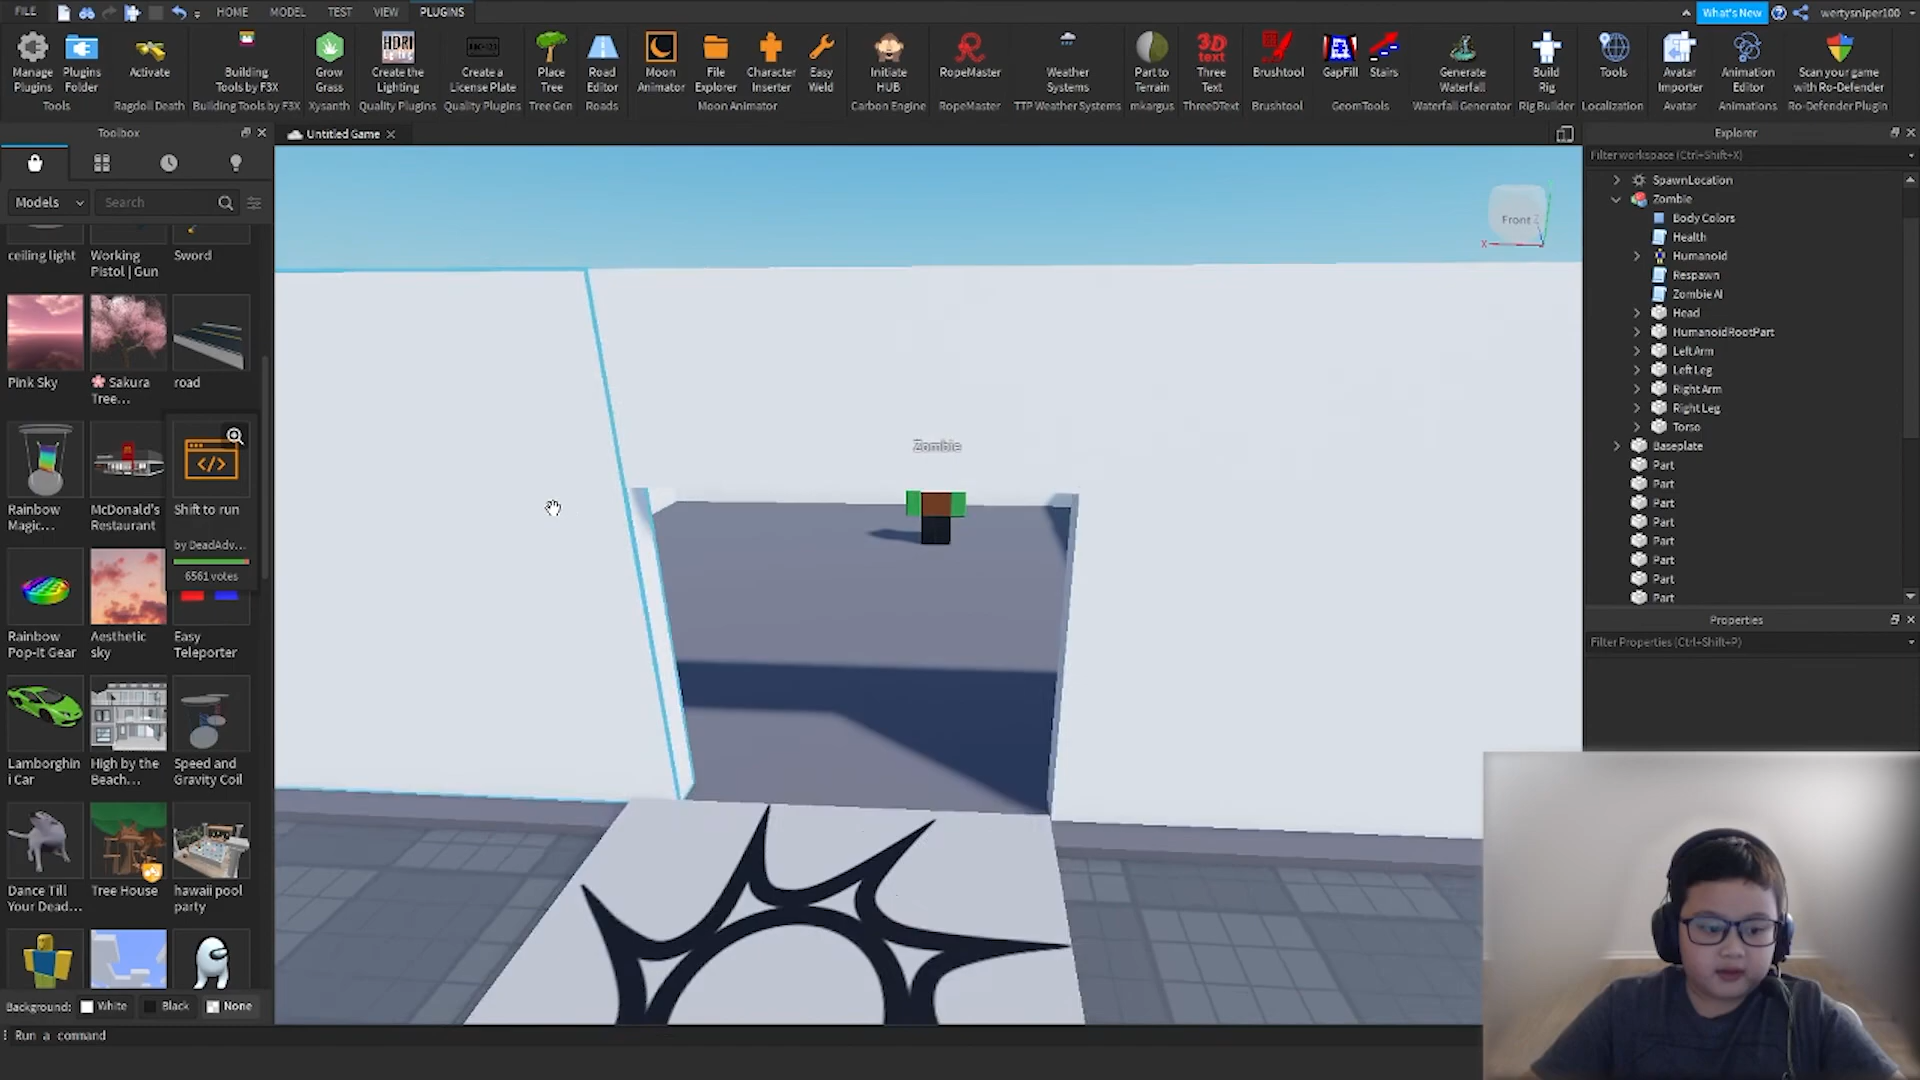 FILE HOME MODEL TEST VIEW PLUGINS What's New wertysniper100
Manage Plugins
Plugins Folder
Tools
Activate
Ragdoll Death
Building Tools by F3X
Building Tools by F3X
Grow Grass
Xysanth
HDRI
Create the Lighting
Quality Plugins
Create a License Plate
Quality Plugins
Place Tree
Tree Gen
Road Editor
Roads
Moon Animator
File Explorer
Character Inserter
Easy Weld
Moon Animator
Initiate HUB
Carbon Engine
RopeMaster
RopeMaster
Weather Systems
TTP Weather Systems
Part to Terrain
mkargus
3D text
Three Text
ThreeDText
Brushtool
Brushtool
GapFill
Stairs
GeomTools
Generate Waterfall
Waterfall Generator
Build Rig
Rig Builder
Tools
Localization
Avatar Importer
Avatar
Animation Editor
Animations
Scan your game with Ro-Defender
Ro-Defender Plugin
Toolbox
Untitled Game
Explorer
Filter workspace (Ctrl+Shift+X)
Models
Search
ceiling light
Working Pistol | Gun
Sword
Pink Sky
Sakura Tree...
road
Rainbow Magic...
McDonald's Restaurant
Shift to run
by DeadAdv...
6561 votes
Rainbow Pop-It Gear
Aesthetic sky
Easy Teleporter
Lamborghini Car
High by the Beach...
Speed and Gravity Coil
Dance Till Your Dead...
Tree House
hawaii pool party
Background: White Black None
Run a command
Front
X
Z
Zombie
SpawnLocation
Zombie
Body Colors
Health
Humanoid
Respawn
Zombie AI
Head
HumanoidRootPart
Left Arm
Left Leg
Right Arm
Right Leg
Torso
Baseplate
Part
Part
Part
Part
Part
Part
Part
Part
Properties
Filter Properties (Ctrl+Shift+P)